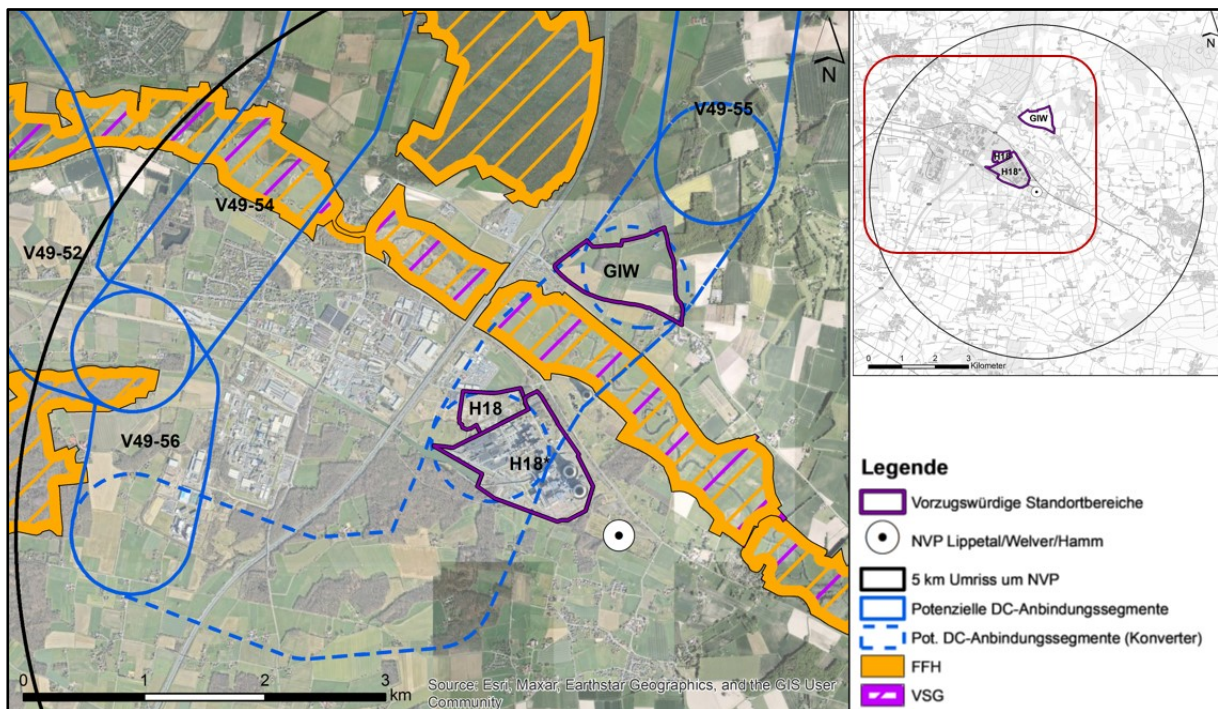 V49-55
N
V49-54
V49-52
GIW
H18
V49-56
H18*
0 1 2 3
km
Source: Esri, Maxar, Earthstar Geographics, and the GIS User
Community
N
GIW
H18
H18*
0 1 2 3
Kilometer
Legende
Vorzugswürdige Standortbereiche
NVP Lippetal/Welver/Hamm
5 km Umriss um NVP
Potenzielle DC-Anbindungssegmente
Pot. DC-Anbindungssegmente (Konverter)
FFH
VSG